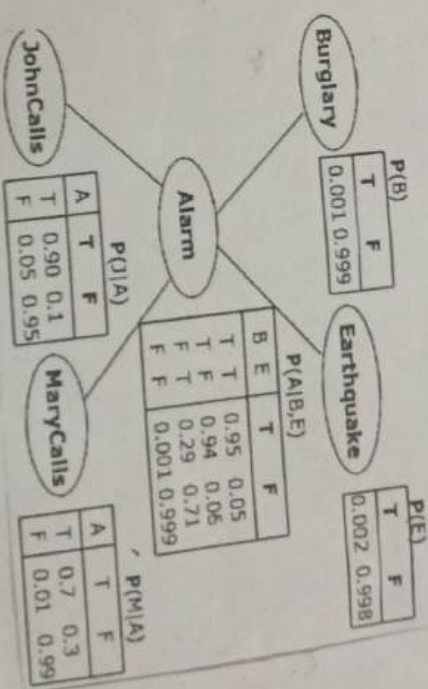 Burglary
P(B)
T F
0.001 0.999
Earthquake
P(E)
T F
0.002 0.998
Alarm
P(A|B,E)
B E T F
T T 0.95 0.05
T F 0.94 0.06
F T 0.29 0.71
F F 0.001 0.999
JohnCalls
P(J|A)
A T F
T 0.90 0.1
F 0.05 0.95
MaryCalls
P(M|A)
A T F
T 0.7 0.3
F 0.01 0.99